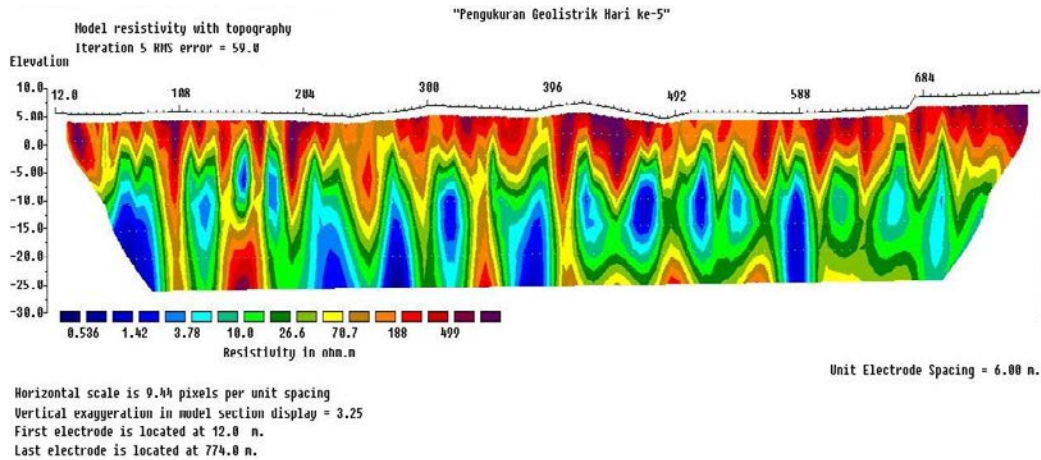 "Pengukuran Geolistrik Hari ke-5"
Model resistivity with topography
Iteration 5 RMS error = 59.0
Elevation
10.0
5.00
0.0
-5.00
-10.0
-15.0
-20.0
-25.0
-30.0
12.0 108 204 300 396 492 588 684
0.536 1.42 3.78 10.0 26.6 70.7 188 499
Resistivity in ohm.m
Unit Electrode Spacing = 6.00 m.
Horizontal scale is 9.44 pixels per unit spacing
Vertical exaggeration in model section display = 3.25
First electrode is located at 12.0 m.
Last electrode is located at 774.0 m.